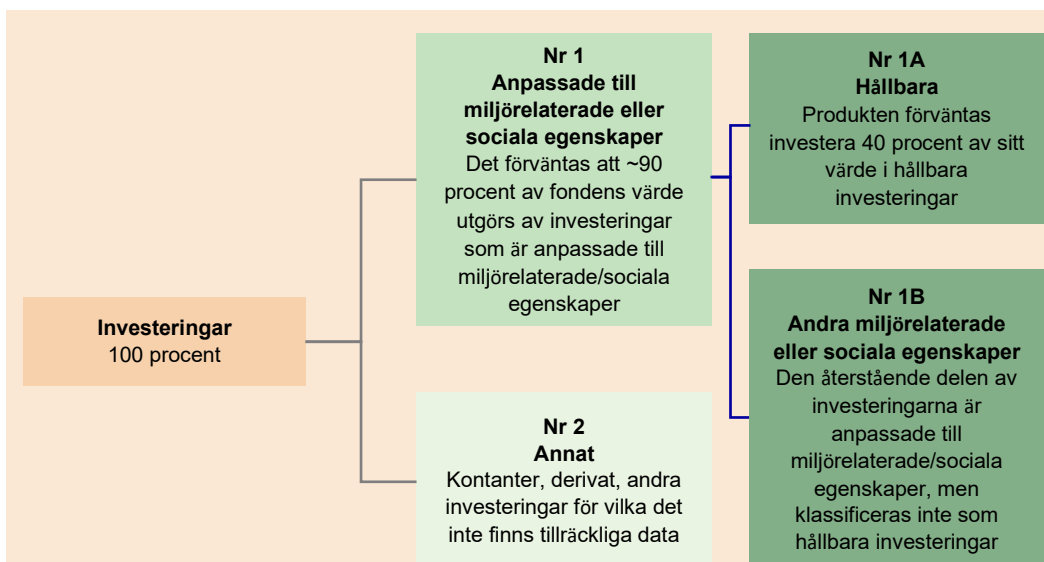 Investeringar
100 procent
Nr 1
Anpassade till
miljörelaterade eller
sociala egenskaper
Det förväntas att ~90
procent av fondens värde
utgörs av investeringar
som är anpassade till
miljörelaterade/sociala
egenskaper
Nr 2
Annat
Kontanter, derivat, andra
investeringar för vilka det
inte finns tillräckliga data
Nr 1A
Hållbara
Produkten förväntas
investera 40 procent av sitt
värde i hållbara
investeringar
Nr 1B
Andra miljörelaterade
eller sociala egenskaper
Den återstående delen av
investeringarna är
anpassade till
miljörelaterade/sociala
egenskaper, men
klassificeras inte som
hållbara investeringar